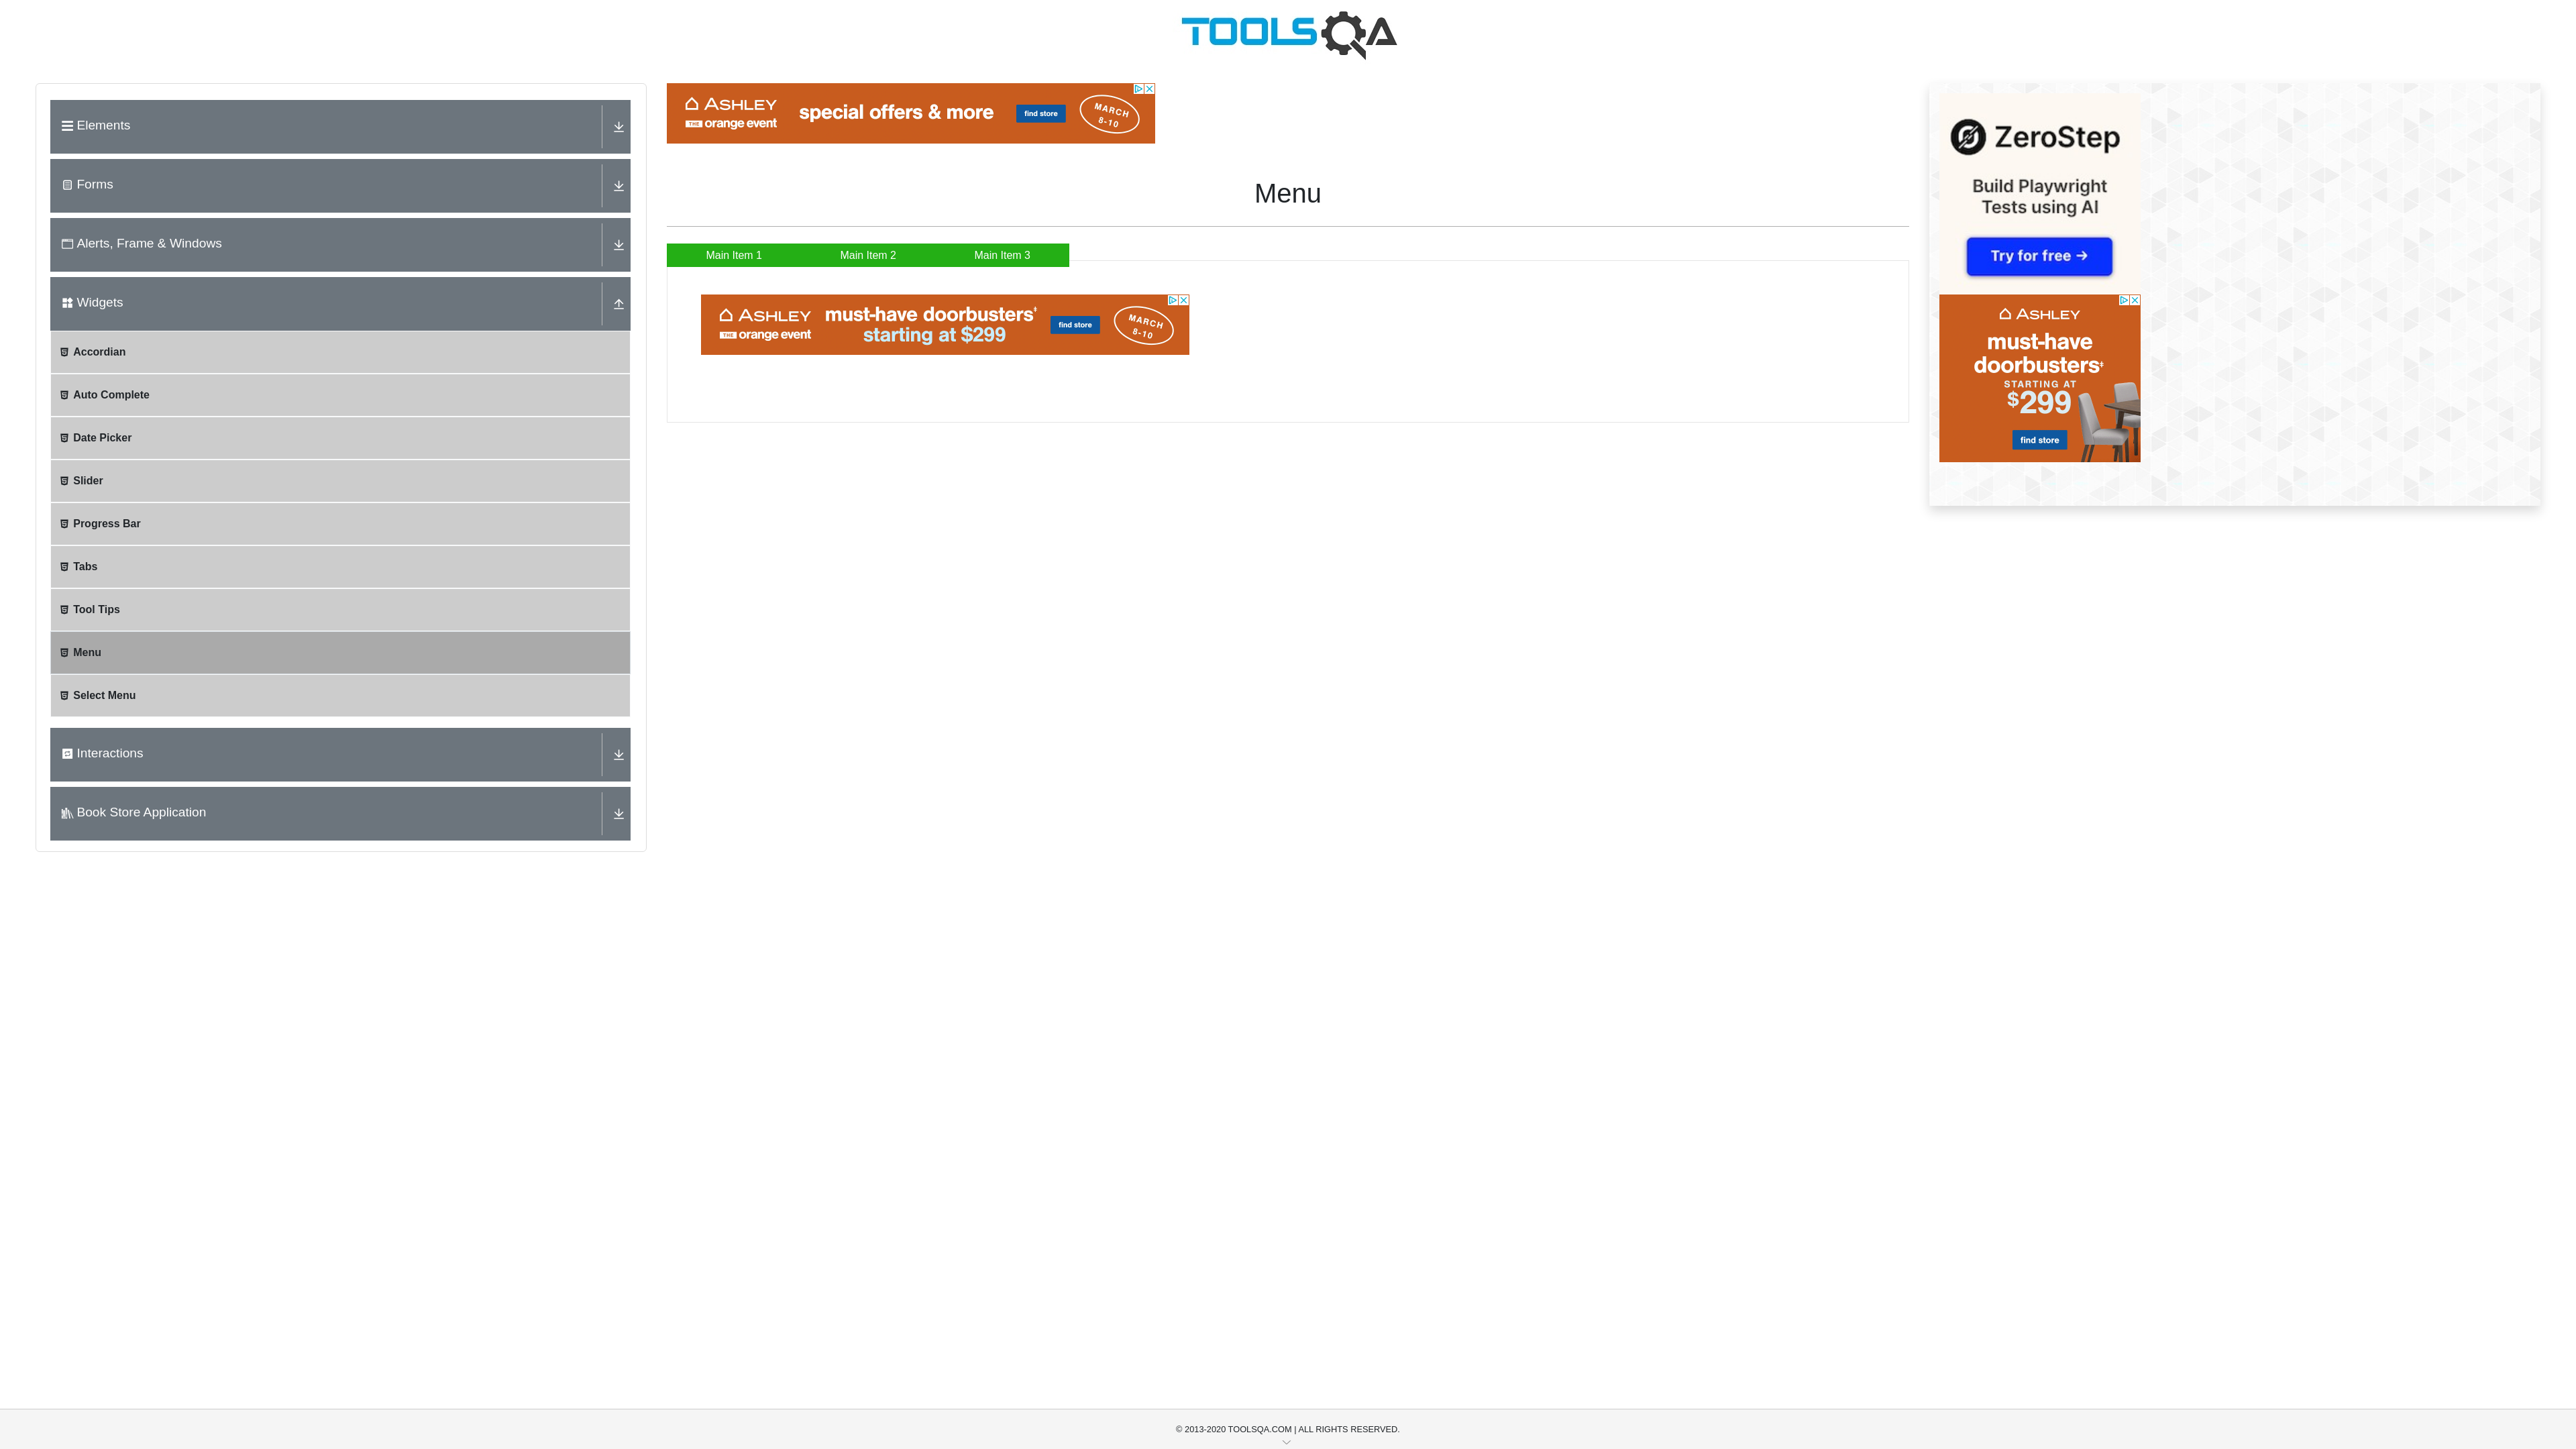 TOOLSQA
Elements
Forms
Alerts, Frame & Windows
Widgets
Accordian
Auto Complete
Date Picker
Slider
Progress Bar
Tabs
Tool Tips
Menu
Select Menu
Interactions
Book Store Application
ASHLEY
THE orange event
special offers & more
find store
MARCH
8-10
Menu
Main Item 1
Main Item 2
Main Item 3
ASHLEY
THE orange event
must-have doorbusters‡
starting at $299
find store
MARCH
8-10
ZeroStep
Build Playwright
Tests using AI
Try for free →
ASHLEY
must-have
doorbusters‡
STARTING AT
$299
find store
© 2013-2020 TOOLSQA.COM | ALL RIGHTS RESERVED.